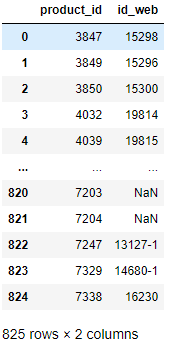 product_id id_web
0 3847 15298
1 3849 15296
2 3850 15300
3 4032 19814
4 4039 19815
... ... ...
820 7203 NaN
821 7204 NaN
822 7247 13127-1
823 7329 14680-1
824 7338 16230
825 rows × 2 columns